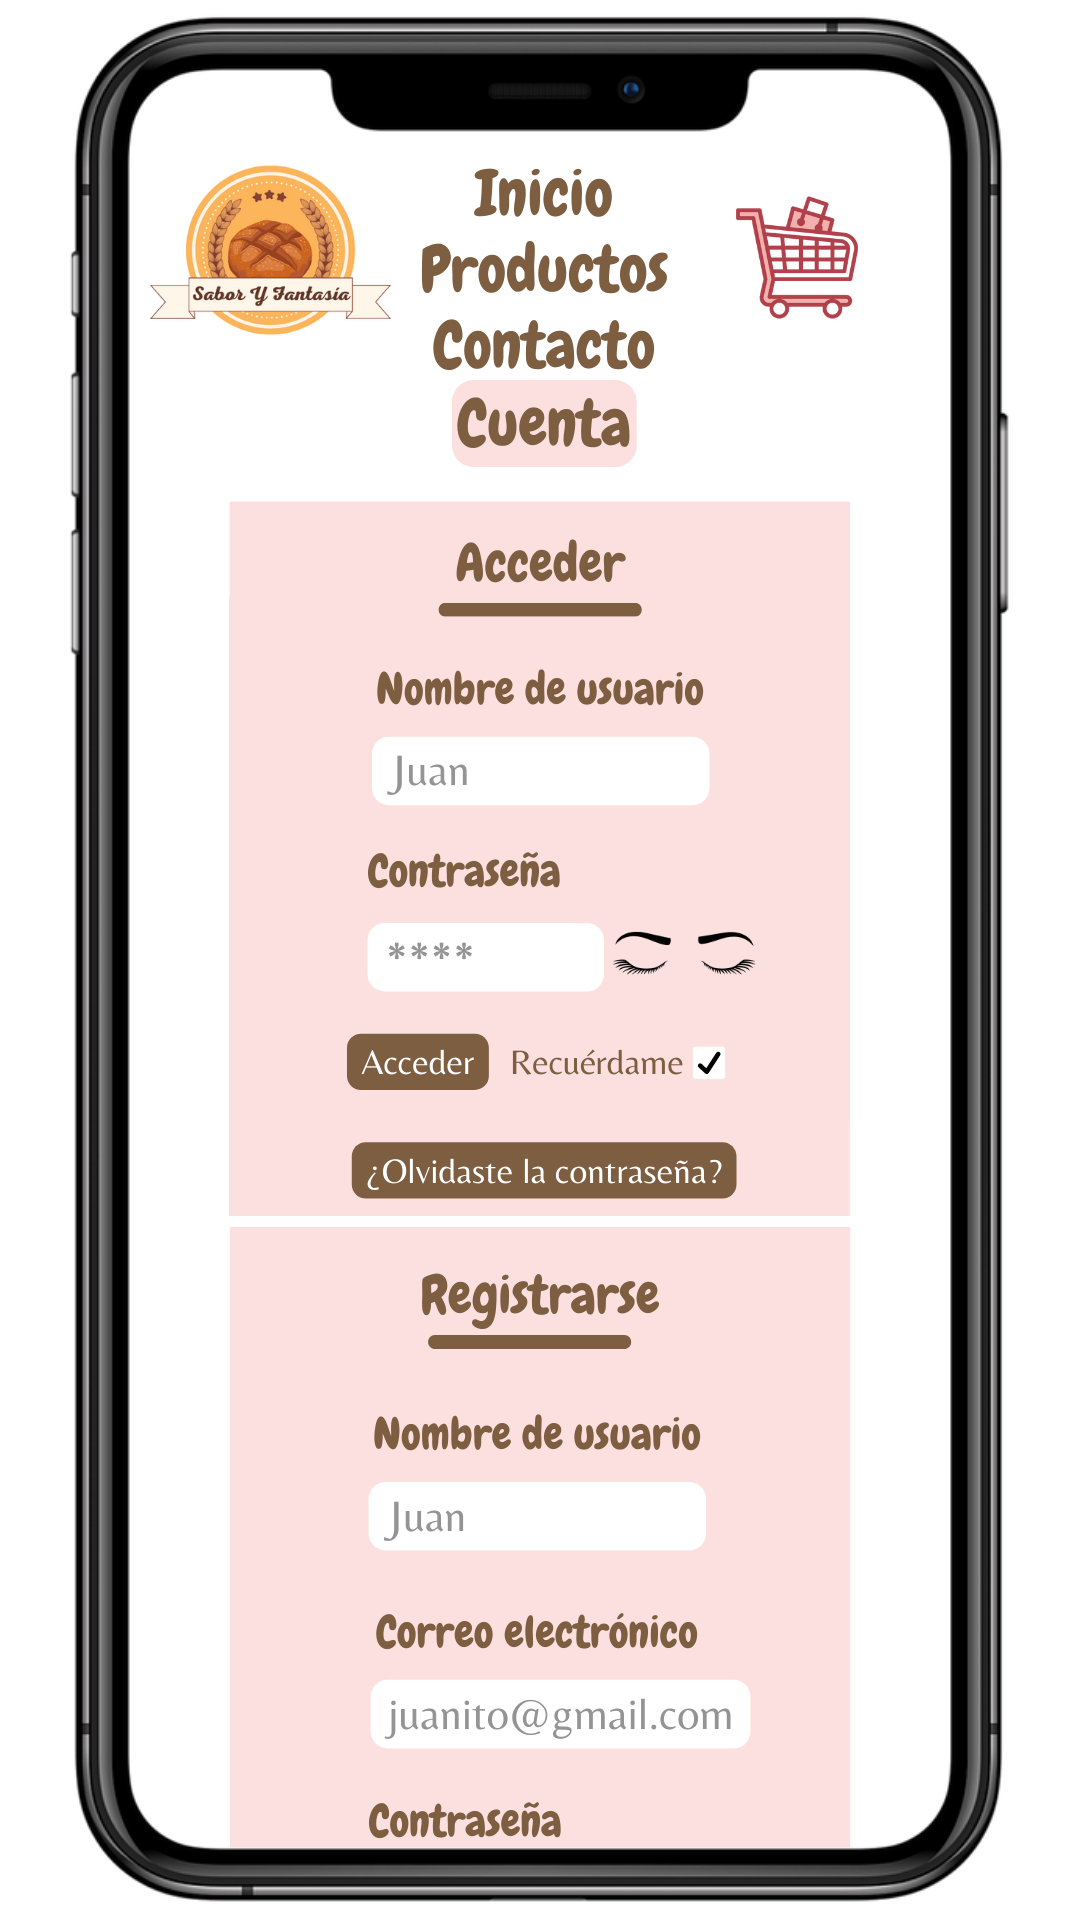 Sabor Y Fantasía
Inicio
Productos
Contacto
Cuenta
Acceder
Nombre de usuario
Juan
Contraseña
****
Acceder Recuérdame
¿Olvidaste la contraseña?
Registrarse
Nombre de usuario
Juan
Correo electrónico
juanito@gmail.com
Contraseña